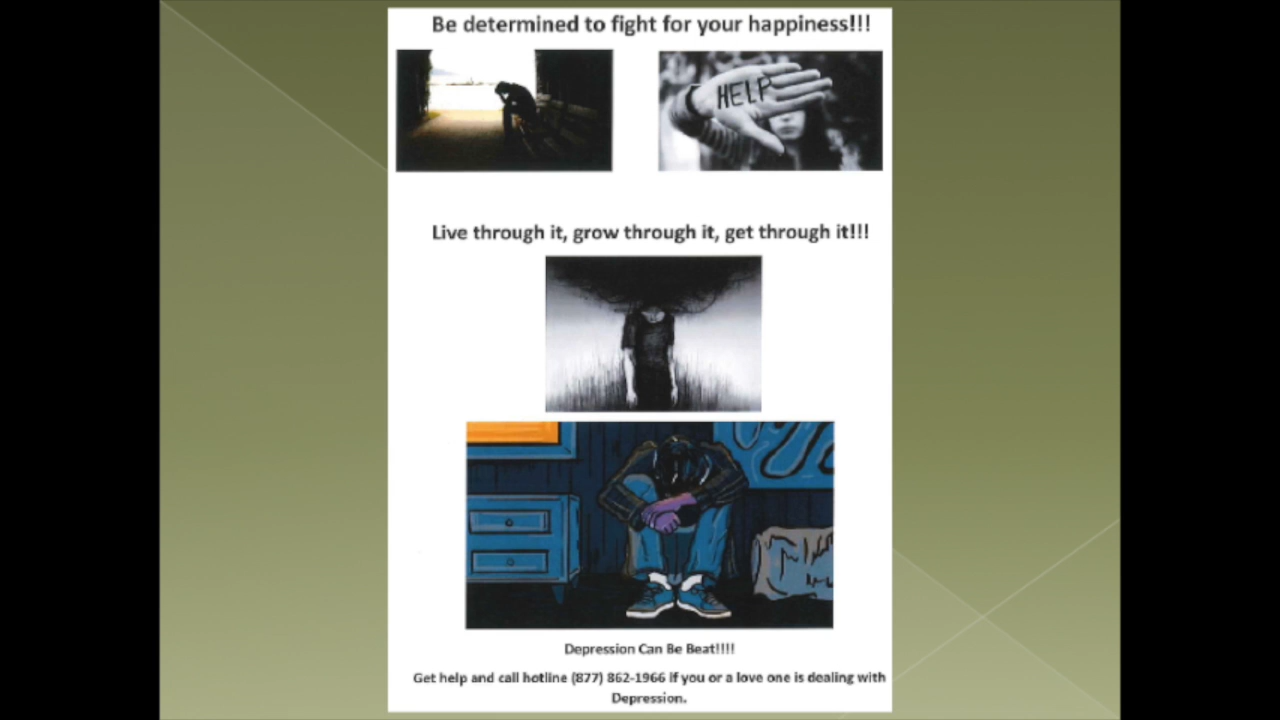 Be determined to fight for your happiness!!!
HELP
Live through it, grow through it, get through it!!!
Depression Can Be Beat!!!!
Get help and call hotline (877) 862-1966 if you or a love one is dealing with
Depression.